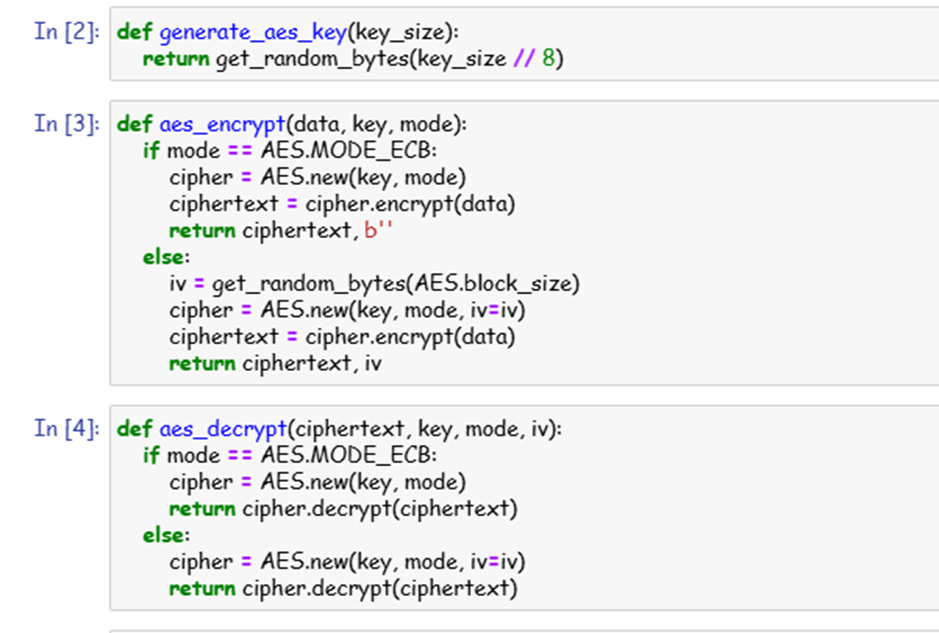 In [2]: def generate_aes_key(key_size):
return get_random_bytes(key_size // 8)
In [3]: def aes_encrypt(data, key, mode):
if mode == AES.MODE_ECB:
cipher = AES.new(key, mode)
ciphertext = cipher.encrypt(data)
return ciphertext, b''
else:
iv = get_random_bytes(AES.block_size)
cipher = AES.new(key, mode, iv=iv)
ciphertext = cipher.encrypt(data)
return ciphertext, iv
In [4]: def aes_decrypt(ciphertext, key, mode, iv):
if mode == AES.MODE_ECB:
cipher = AES.new(key, mode)
return cipher.decrypt(ciphertext)
else:
cipher = AES.new(key, mode, iv=iv)
return cipher.decrypt(ciphertext)